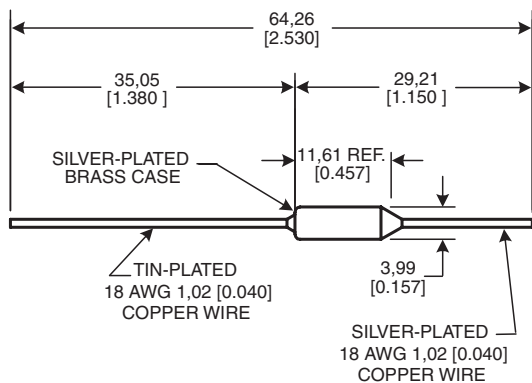 64,26
[2.530]
35,05
[1.380 ]
29,21
[1.150 ]
11,61 REF.
[0.457]
SILVER-PLATED
BRASS CASE
TIN-PLATED
18 AWG 1,02 [0.040]
COPPER WIRE
3,99
[0.157]
SILVER-PLATED
18 AWG 1,02 [0.040]
COPPER WIRE